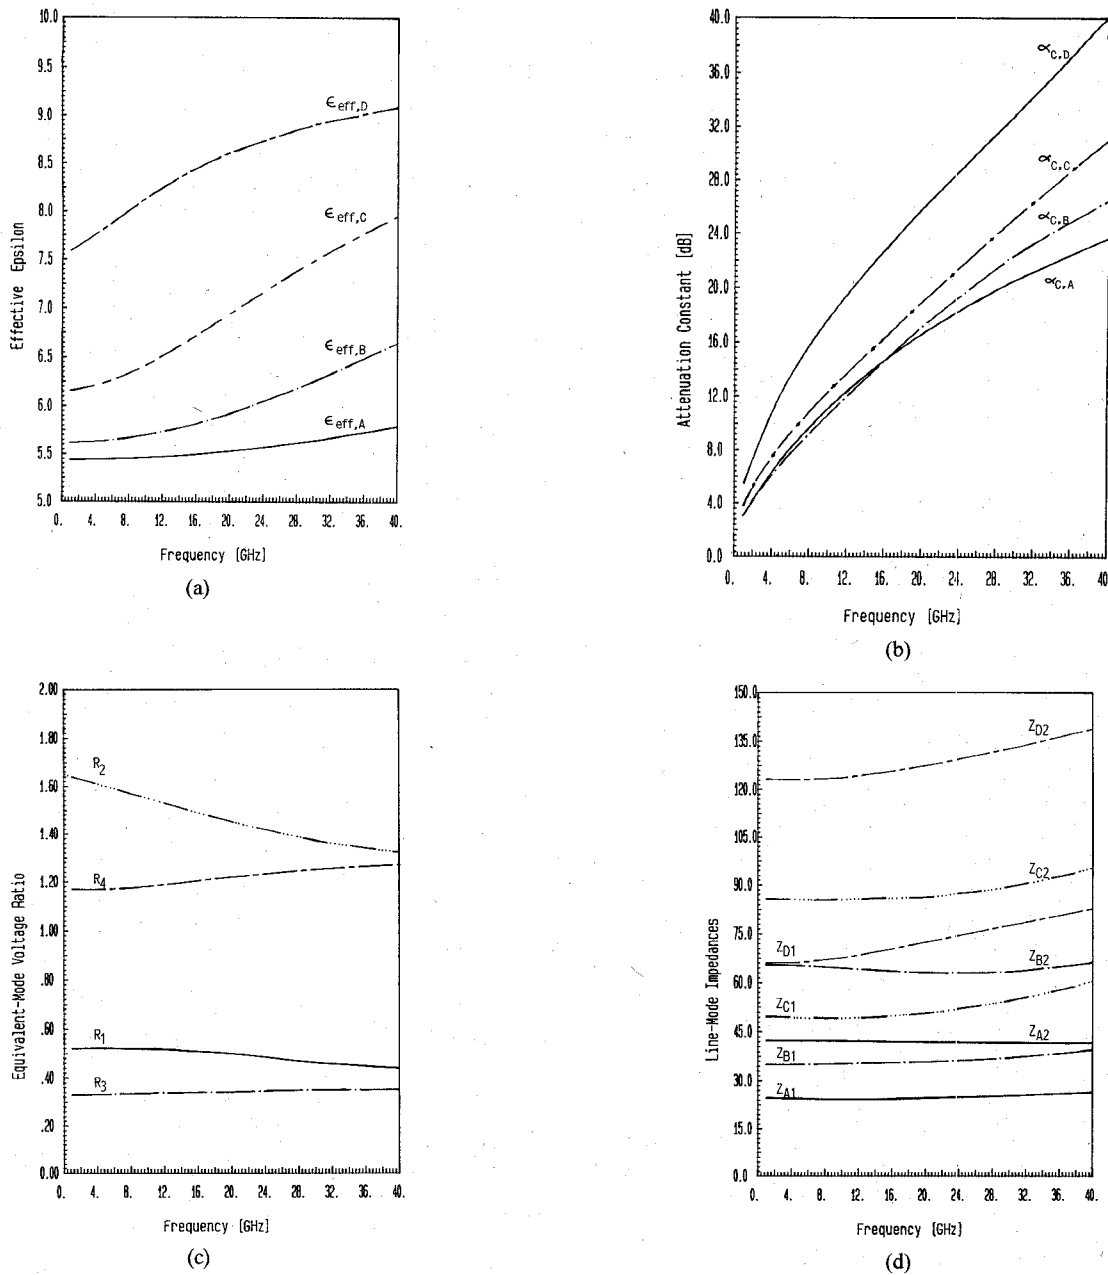 10.0
9.5
9.0
8.5
8.0
7.5
7.0
6.5
6.0
5.5
5.0
Effective Epsilon
ϵeff,D
ϵeff,C
ϵeff,B
ϵeff,A
0. 4. 8. 12. 16. 20. 24. 28. 32. 36. 40.
Frequency [GHz]
(a)
40.0
36.0
32.0
28.0
24.0
20.0
16.0
12.0
8.0
4.0
0.0
Attenuation Constant [dB]
∝C,D
∝C,C
∝C,B
∝C,A
0. 4. 8. 12. 16. 20. 24. 28. 32. 36. 40
Frequency [GHz]
(b)
2.00
1.80
1.60
1.40
1.20
1.00
.80
.60
.40
.20
0.00
Equivalent-Mode Voltage Ratio
R2
R4
R1
R3
0. 4. 8. 12. 16. 20. 24. 28. 32. 36. 40.
Frequency [GHz]
(c)
150.0
135.0
120.0
105.0
90.0
75.0
60.0
45.0
30.0
15.0
0.0
Line-Mode Impedances
ZD2
ZC2
ZD1
ZB2
ZC1
ZA2
ZB1
ZA1
0. 4. 8. 12. 16. 20. 24. 28. 32. 36. 40.
Frequency [GHz]
(d)